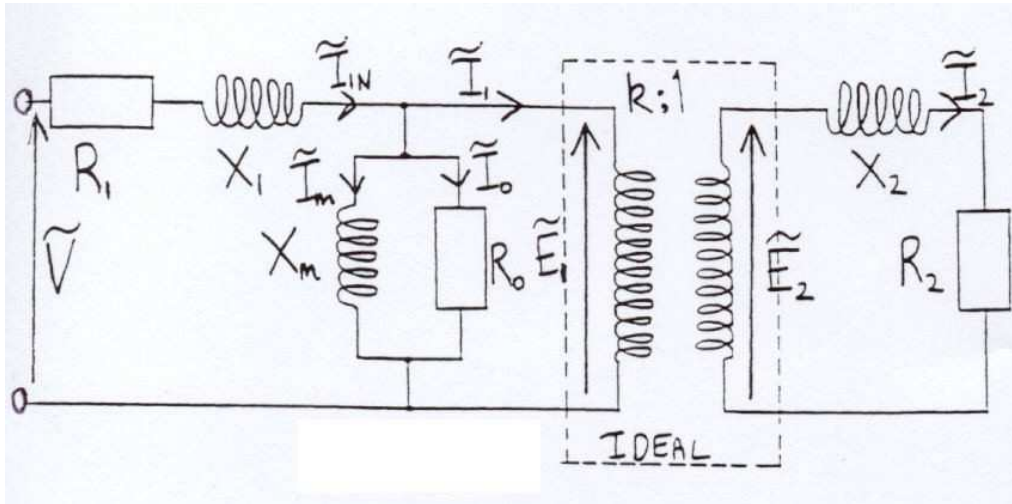 Ĩ₁ₙ
Ĩ₁
k:1
Ĩ₂
R₁
X₁
Ĩₘ
Ĩ₀
X₂
Ṽ
Xₘ
R₀
Ẽ₁
Ẽ₂
R₂
IDEAL